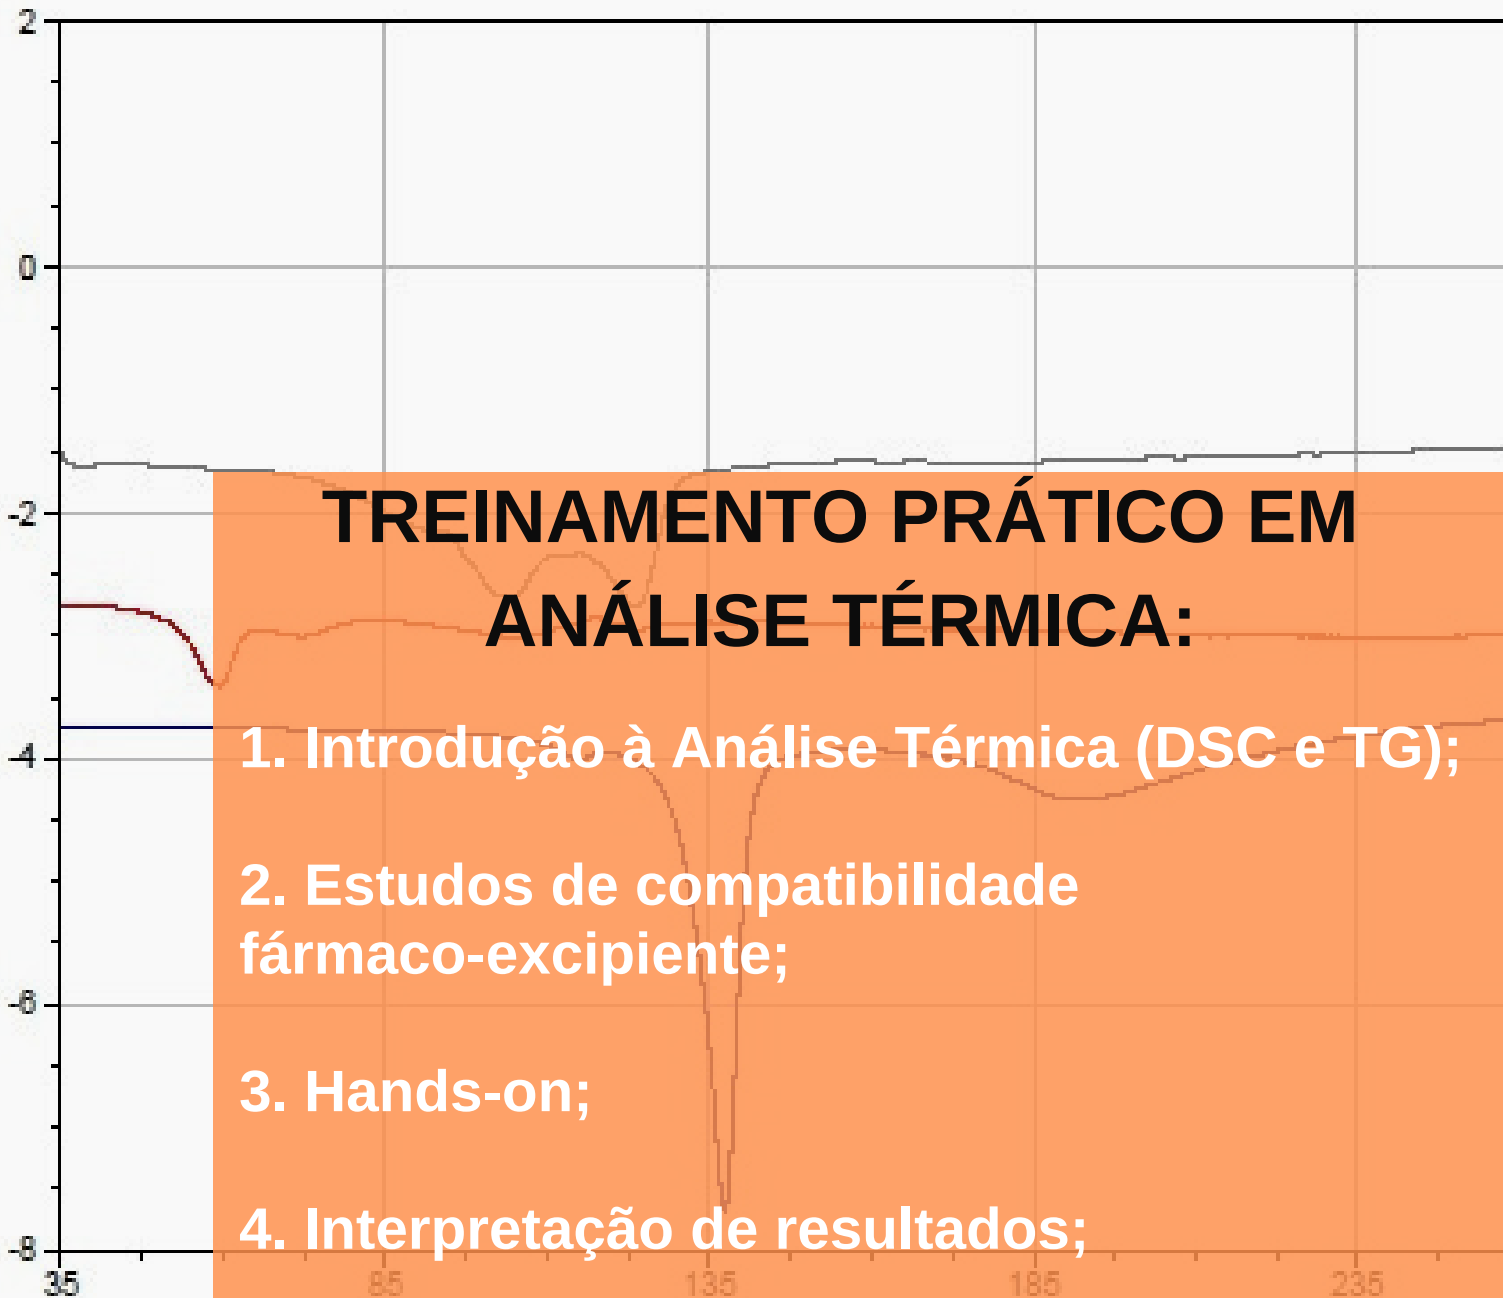 2
0
-2
-4
-6
-8
TREINAMENTO PRÁTICO EM
ANÁLISE TÉRMICA:
1. Introdução à Análise Térmica (DSC e TG);
2. Estudos de compatibilidade
fármaco-excipiente;
3. Hands-on;
4. Interpretação de resultados;
35 85 135 185 235